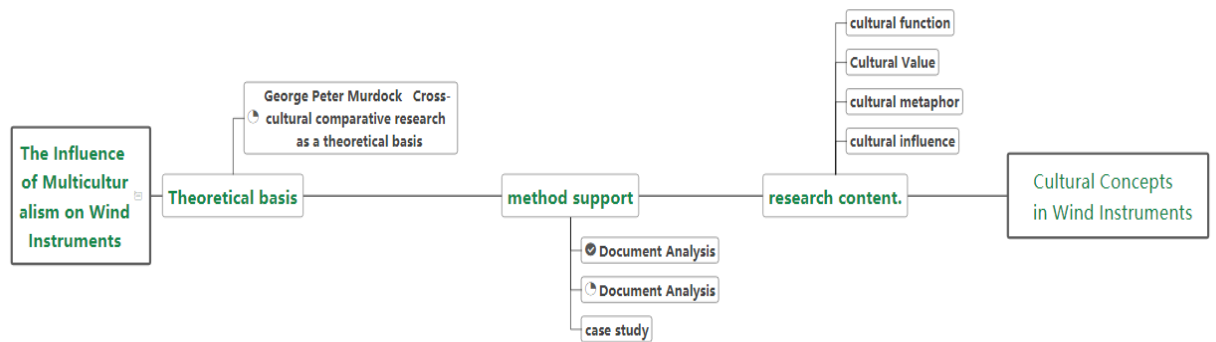 The Influence
of Multicultur
alism on Wind
Instruments
Theoretical basis
George Peter Murdock Cross-
cultural comparative research
as a theoretical basis
method support
Document Analysis
Document Analysis
case study
research content.
cultural function
Cultural Value
cultural metaphor
cultural influence
Cultural Concepts
in Wind Instruments